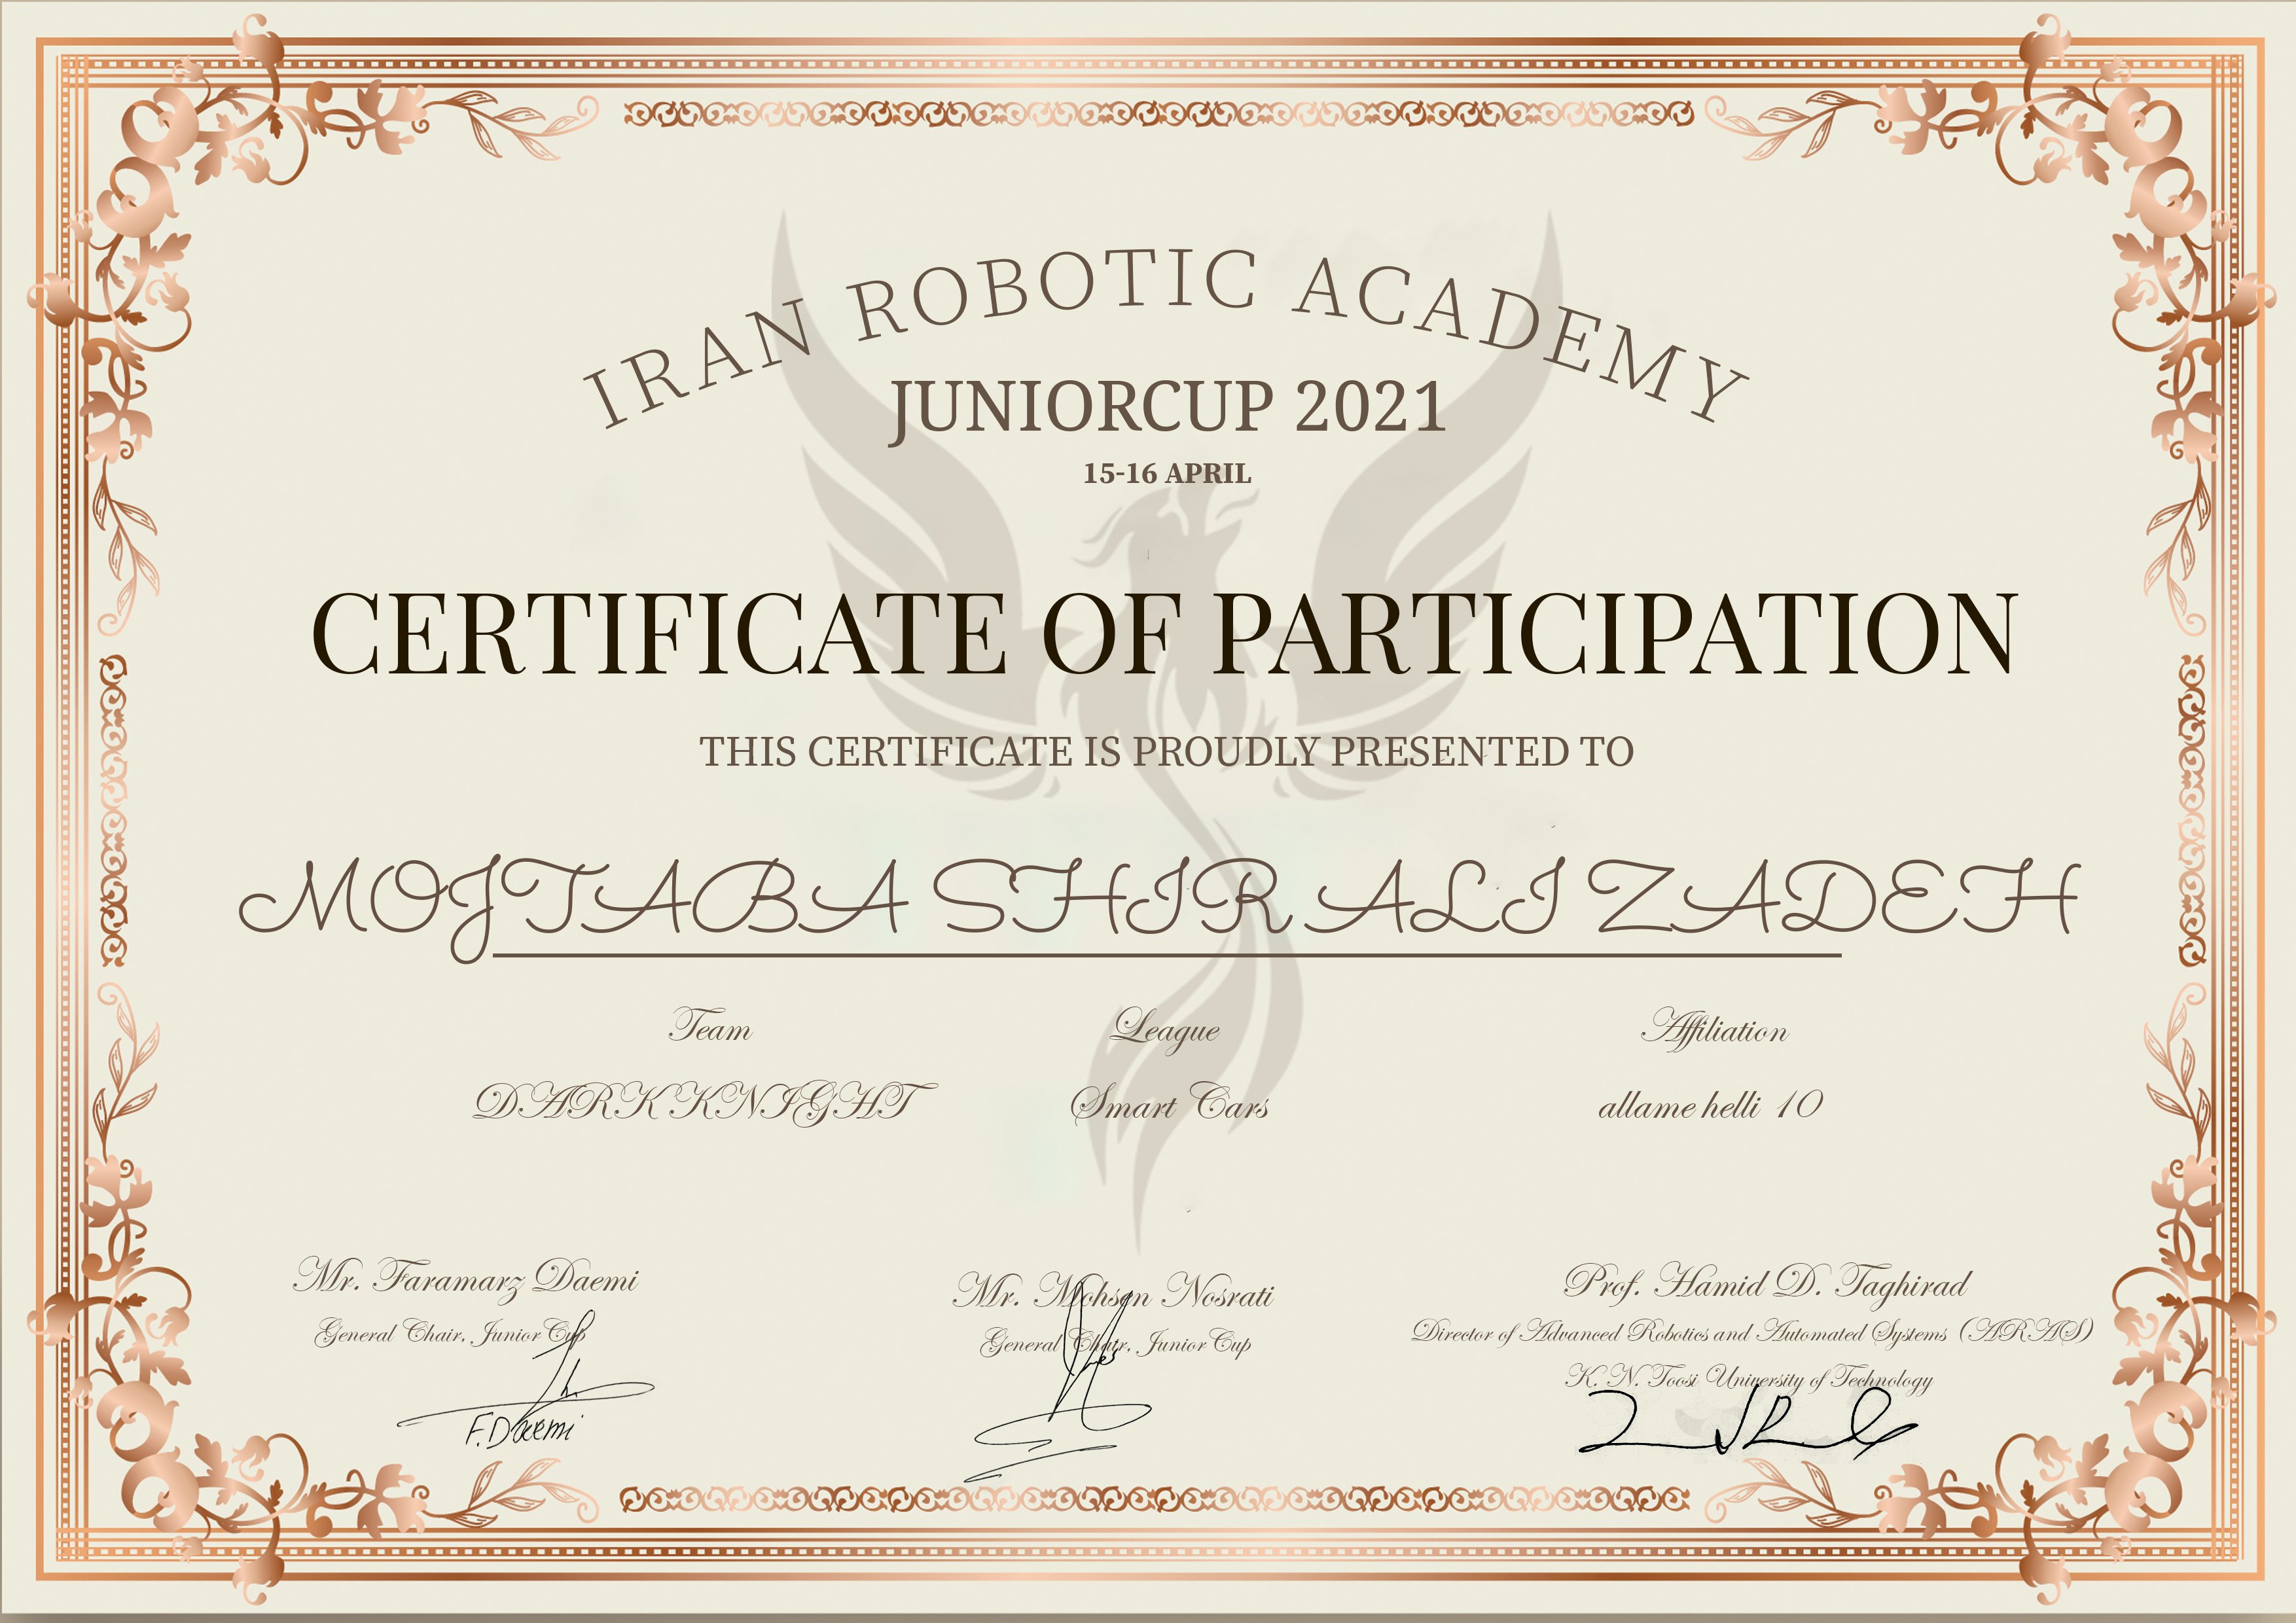 IRAN ROBOTIC ACADEMY
JUNIORCUP 2021
15-16 APRIL
CERTIFICATE OF PARTICIPATION
THIS CERTIFICATE IS PROUDLY PRESENTED TO
MOJTABA SHIR ALI ZADEH
Team League Affiliation
DARK KNIGHT Smart Cars allame helli 10
Mr. Faramarz Daemi Mr. Mohsen Nosrati Prof. Hamid D. Taghirad
General Chair, Junior Cup General Chair, Junior Cup Director of Advanced Robotics and Automated Systems (ARAS)
K. N. Toosi University of Technology
F. Daemi